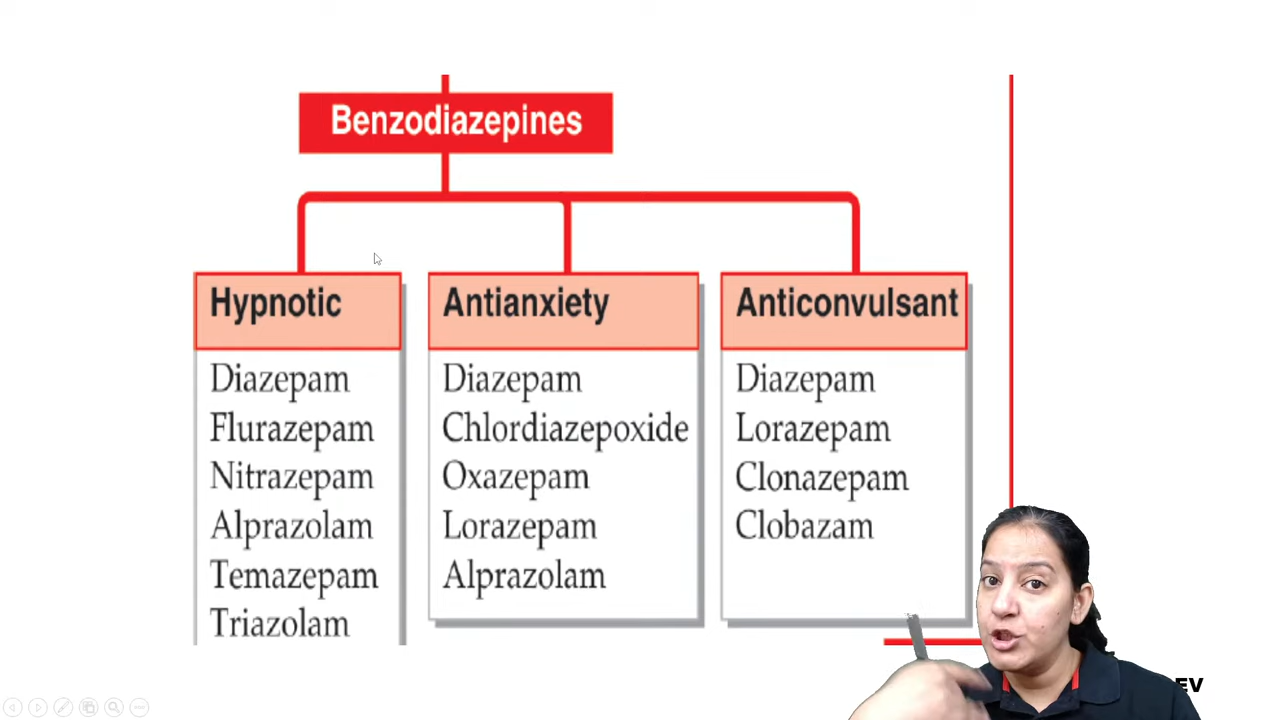 Benzodiazepines
Hypnotic
Diazepam
Flurazepam
Nitrazepam
Alprazolam
Temazepam
Triazolam
Antianxiety
Diazepam
Chlordiazepoxide
Oxazepam
Lorazepam
Alprazolam
Anticonvulsant
Diazepam
Lorazepam
Clonazepam
Clobazam
EV